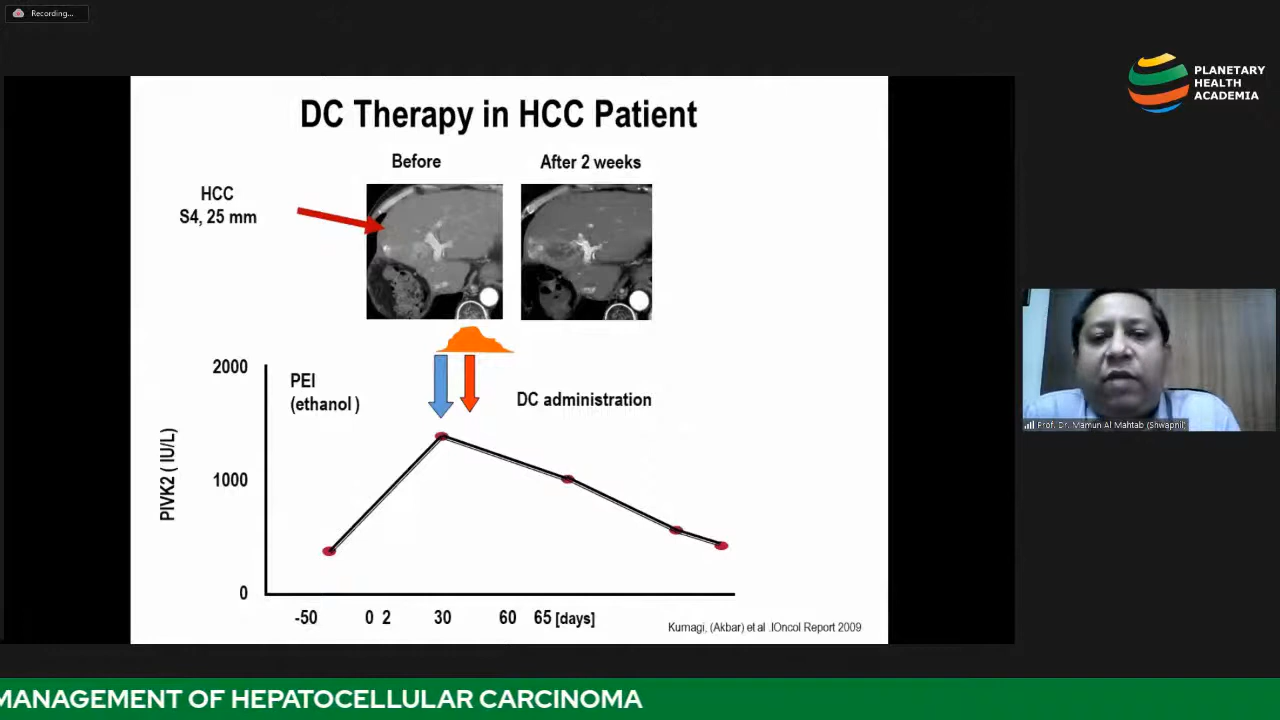 Recording...
PLANETARY
HEALTH
ACADEMIA
DC Therapy in HCC Patient
Before
After 2 weeks
HCC
S4, 25 mm
2000
PEI
(ethanol )
DC administration
PIVK2 ( IU/L)
1000
0
-50 0 2 30 60 65 [days]
Kumagi, (Akbar) et al .IOncol Report 2009
Prof. Dr. Mamun Al Mahtab (Shwapnil)
MANAGEMENT OF HEPATOCELLULAR CARCINOMA